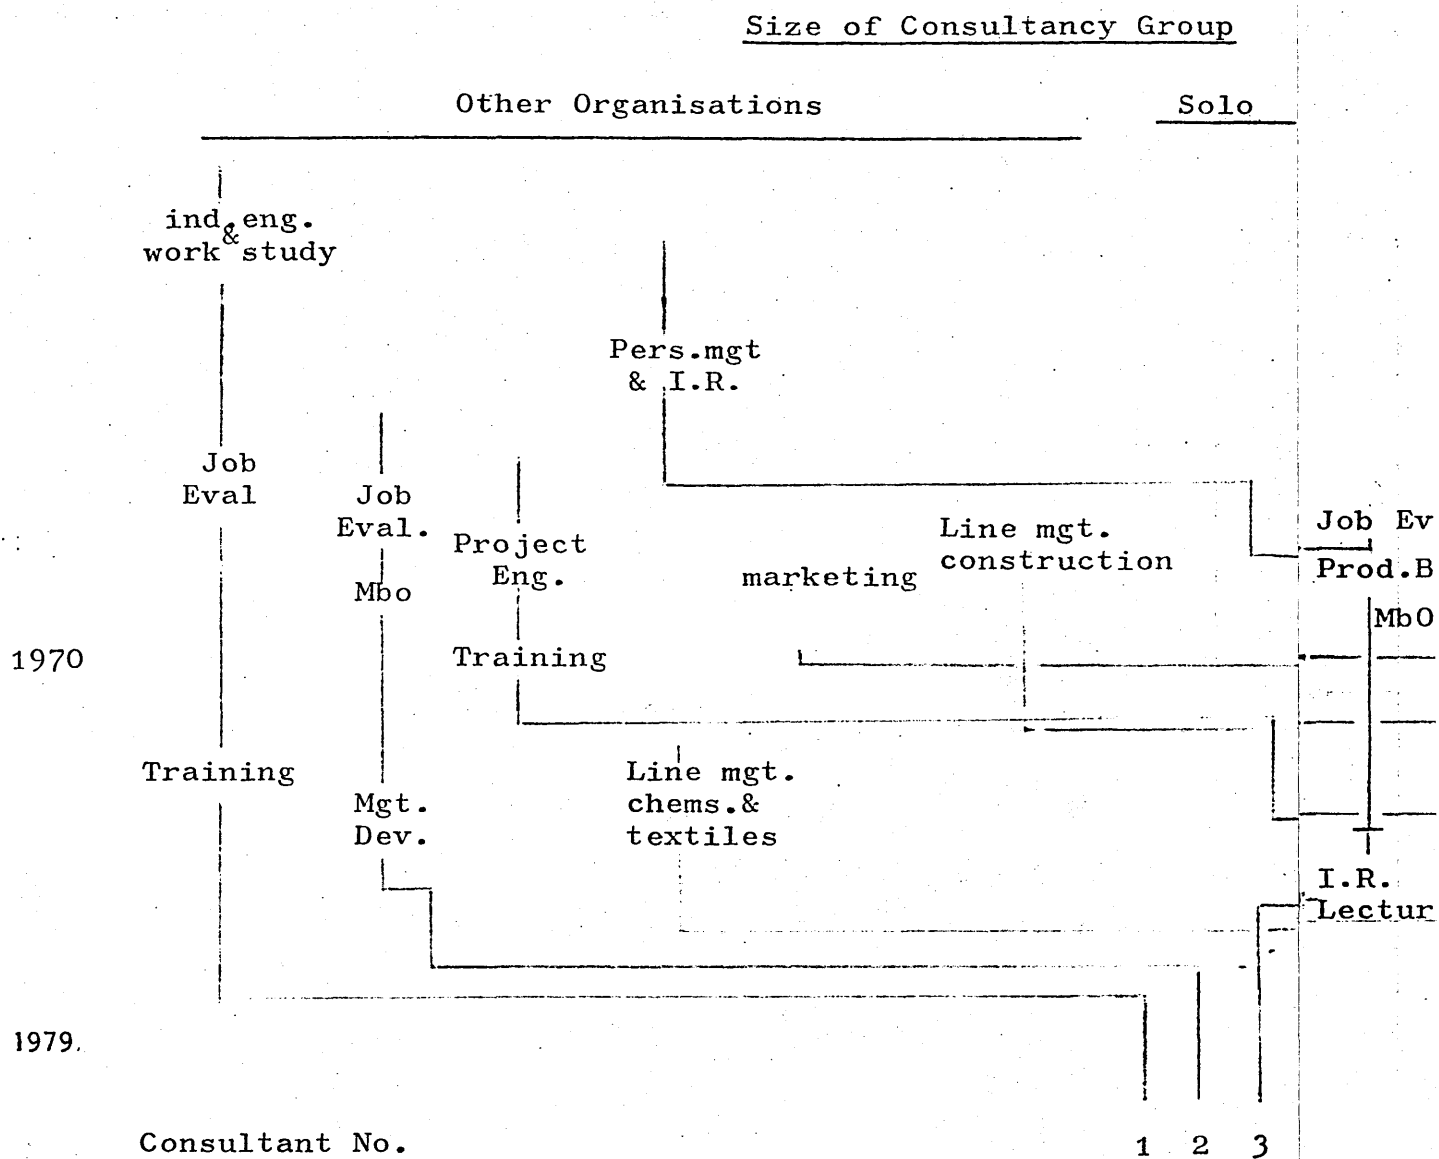 Size of Consultancy Group
Other Organisations
Solo
ind. eng.
&
work study
Pers.mgt
& I.R.
Job
Eval
Job
Eval.
Mbo
Project
Eng.
Line mgt.
construction
marketing
Job Ev
Prod.B
MbO
1970
Training
Training
Line mgt.
chems.&
textiles
Mgt.
Dev.
I.R.
Lectur
1979.
Consultant No.
1 2 3